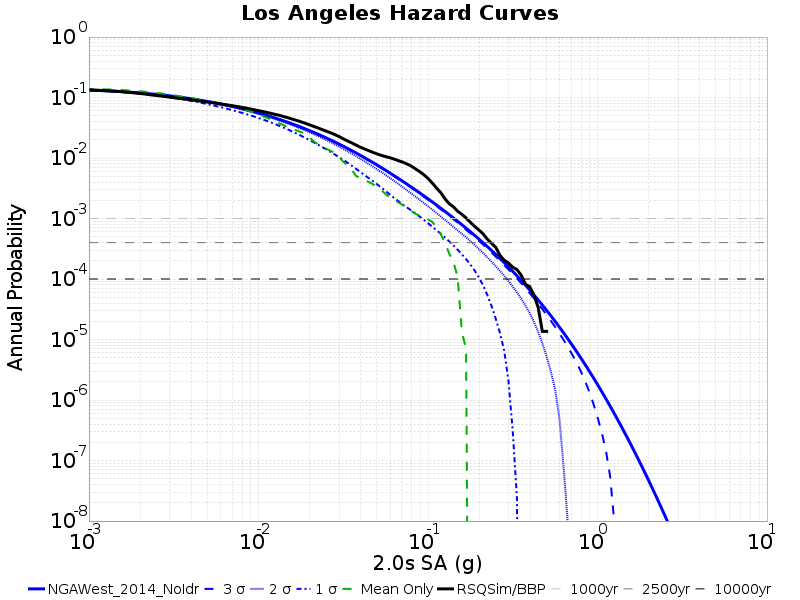 Los Angeles Hazard Curves
Annual Probability
10^0
10^-1
10^-2
10^-3
10^-4
10^-5
10^-6
10^-7
10^-8
10^-3 10^-2 10^-1 10^0 10^1
2.0s SA (g)
NGAWest_2014_NoIdr 3 σ 2 σ 1 σ Mean Only RSQSim/BBP 1000yr 2500yr 10000yr